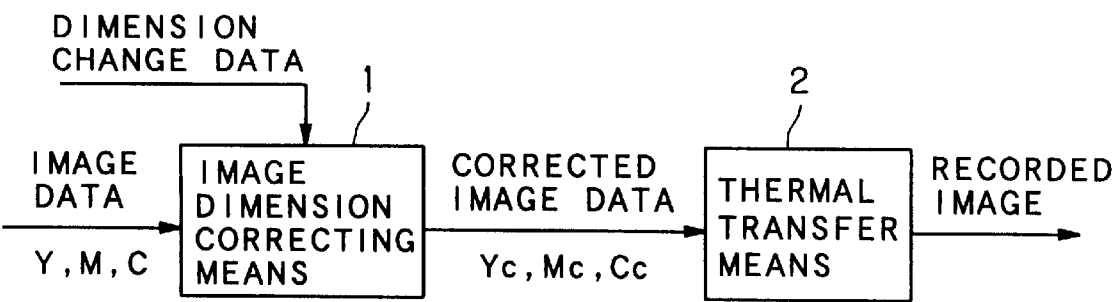 DIMENSION
CHANGE DATA
1
2
IMAGE
DATA
Y, M, C
IMAGE
DIMENSION
CORRECTING
MEANS
CORRECTED
IMAGE DATA
Yc, Mc, Cc
THERMAL
TRANSFER
MEANS
RECORDED
IMAGE